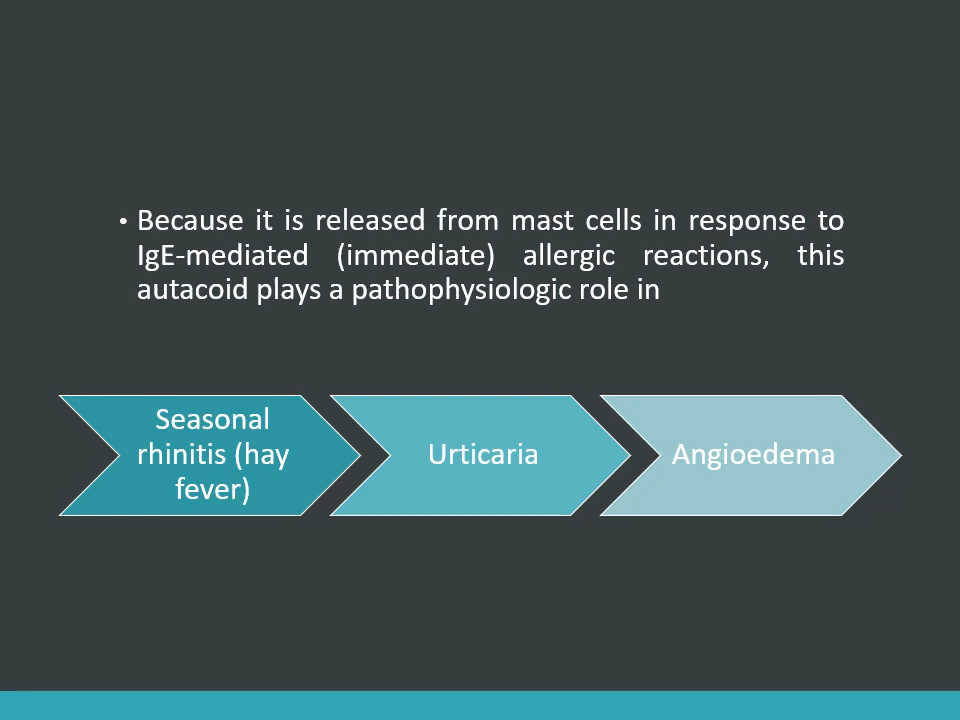 • Because it is released from mast cells in response to
IgE-mediated (immediate) allergic reactions, this
autacoid plays a pathophysiologic role in
Seasonal
rhinitis (hay
fever)
Urticaria
Angioedema